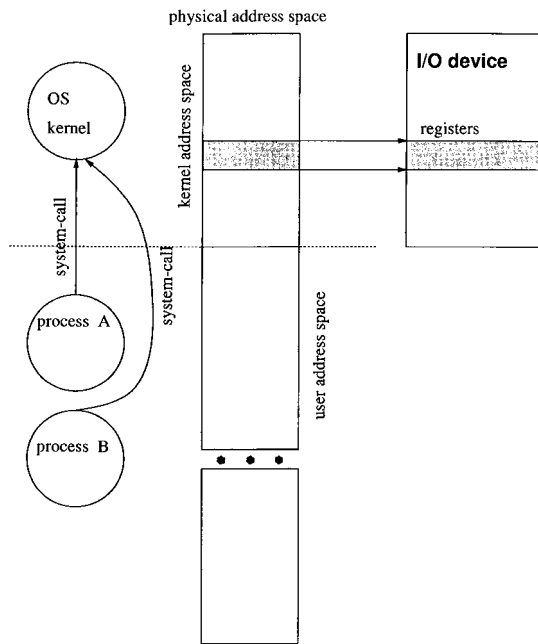 physical address space
I/O device
OS
kernel
kernel address space
registers
system-call
system-call
process A
user address space
process B